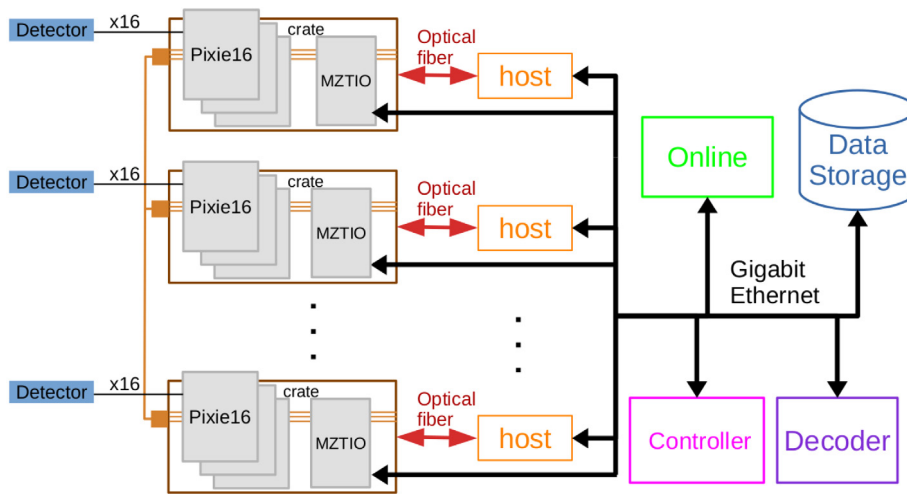 Detector
x16
Pixie16
crate
MZTIO
Optical
fiber
host
Detector
x16
Pixie16
crate
MZTIO
Optical
fiber
host
Detector
x16
Pixie16
crate
MZTIO
Optical
fiber
host
Online
Data
Storage
Gigabit
Ethernet
Controller
Decoder